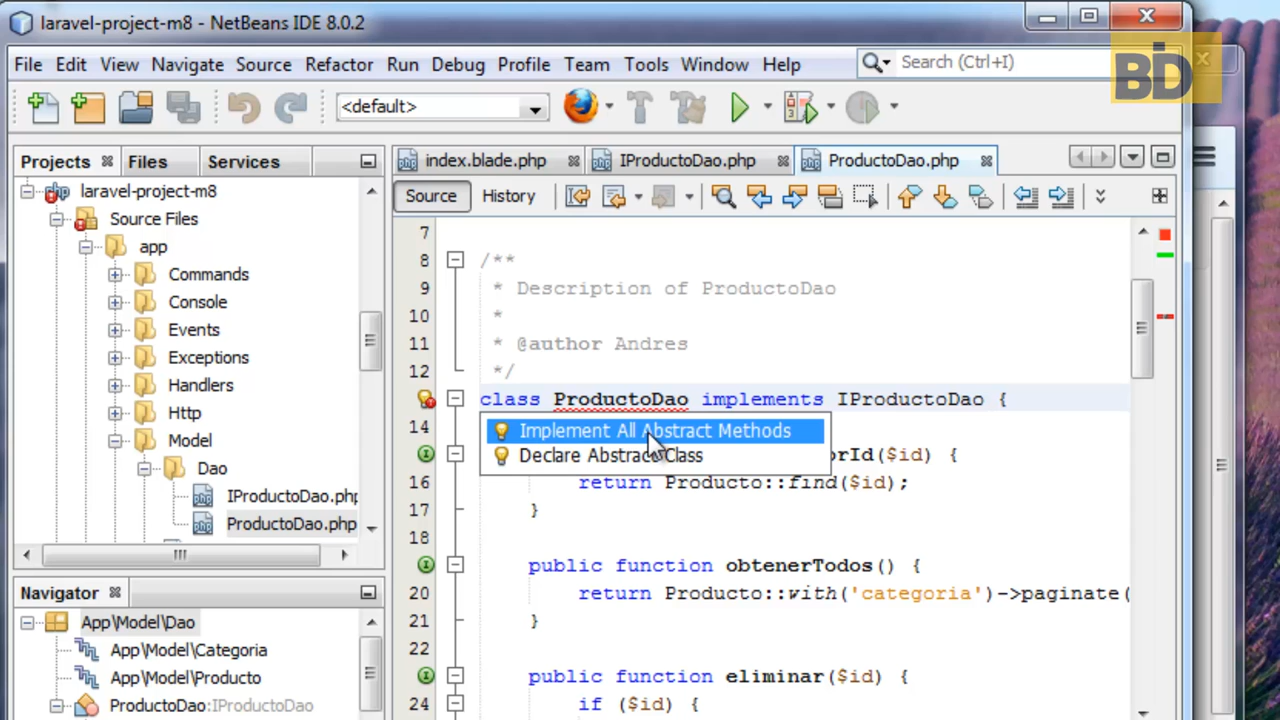 laravel-project-m8 - NetBeans IDE 8.0.2
BD
File Edit View Navigate Source Refactor Run Debug Profile Team Tools Window Help
Search (Ctrl+I)
<default>
Projects Files Services
index.blade.php IProductoDao.php ProductoDao.php
Source History
laravel-project-m8
Source Files
app
Commands
Console
Events
Exceptions
Handlers
Http
Model
Dao
IProductoDao.php
ProductoDao.php
Navigator
App\Model\Dao
App\Model\Categoria
App\Model\Producto
ProductoDao:IProductoDao
7
8 /**
9 * Description of ProductoDao
10 *
11 * @author Andres
12 */
class ProductoDao implements IProductoDao {
Implement All Abstract Methods
14
Declare Abstract Class
orId($id) {
16 return Producto::find($id);
17 }
18
public function obtenerTodos() {
20 return Producto::with('categoria')->paginate(
21 }
22
public function eliminar($id) {
24 if ($id) {